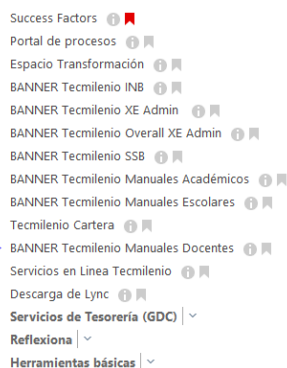 Success Factors
Portal de procesos
Espacio Transformación
BANNER Tecmilenio INB
BANNER Tecmilenio XE Admin
BANNER Tecmilenio Overall XE Admin
BANNER Tecmilenio SSB
BANNER Tecmilenio Manuales Académicos
BANNER Tecmilenio Manuales Escolares
Tecmilenio Cartera
BANNER Tecmilenio Manuales Docentes
Servicios en Linea Tecmilenio
Descarga de Lync
Servicios de Tesorería (GDC)
Reflexiona
Herramientas básicas